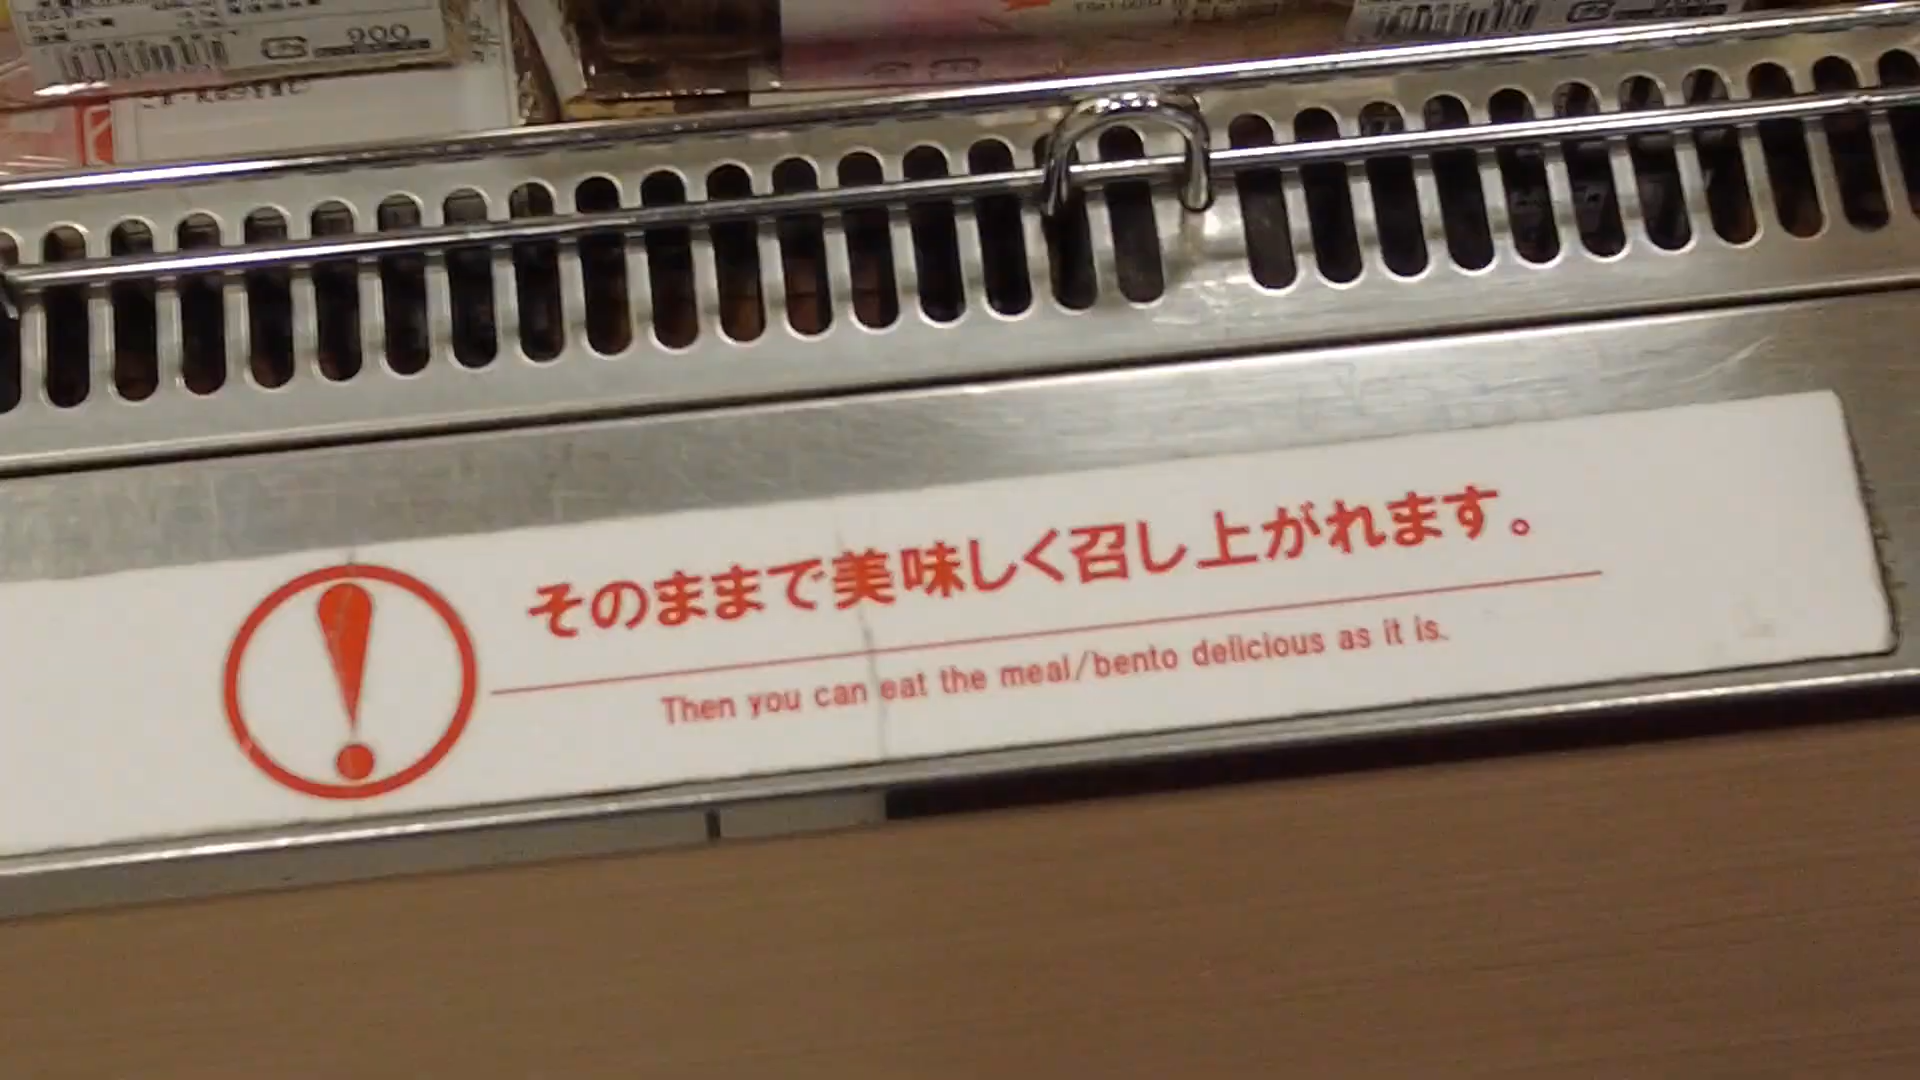 900
そのままで美味しく召し上がれます。
Then you can eat the meal/bento delicious as it is.